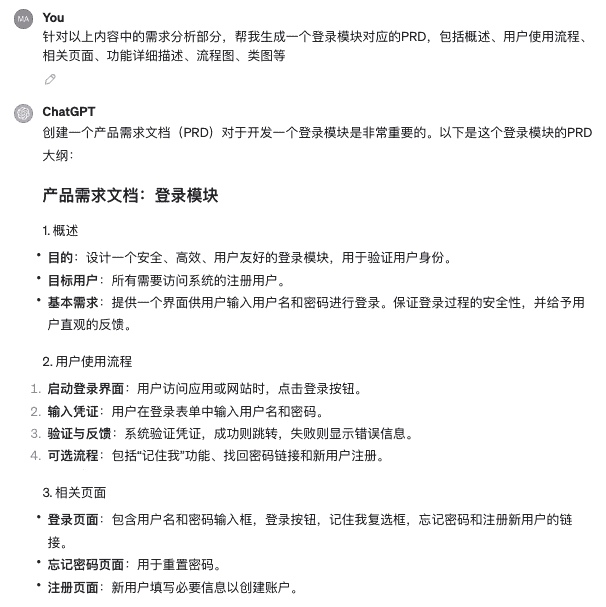 MA
You
针对以上内容中的需求分析部分，帮我生成一个登录模块对应的PRD，包括概述、用户使用流程、
相关页面、功能详细描述、流程图、类图等
ChatGPT
创建一个产品需求文档（PRD）对于开发一个登录模块是非常重要的。以下是这个登录模块的PRD
大纲：
产品需求文档：登录模块
1. 概述
• 目的：设计一个安全、高效、用户友好的登录模块，用于验证用户身份。
• 目标用户：所有需要访问系统的注册用户。
• 基本需求：提供一个界面供用户输入用户名和密码进行登录。保证登录过程的安全性，并给予用
户直观的反馈。
2. 用户使用流程
1. 启动登录界面：用户访问应用或网站时，点击登录按钮。
2. 输入凭证：用户在登录表单中输入用户名和密码。
3. 验证与反馈：系统验证凭证，成功则跳转，失败则显示错误信息。
4. 可选流程：包括“记住我”功能、找回密码链接和新用户注册。
3. 相关页面
• 登录页面：包含用户名和密码输入框，登录按钮，记住我复选框，忘记密码和注册新用户的链
接。
• 忘记密码页面：用于重置密码。
• 注册页面：新用户填写必要信息以创建账户。